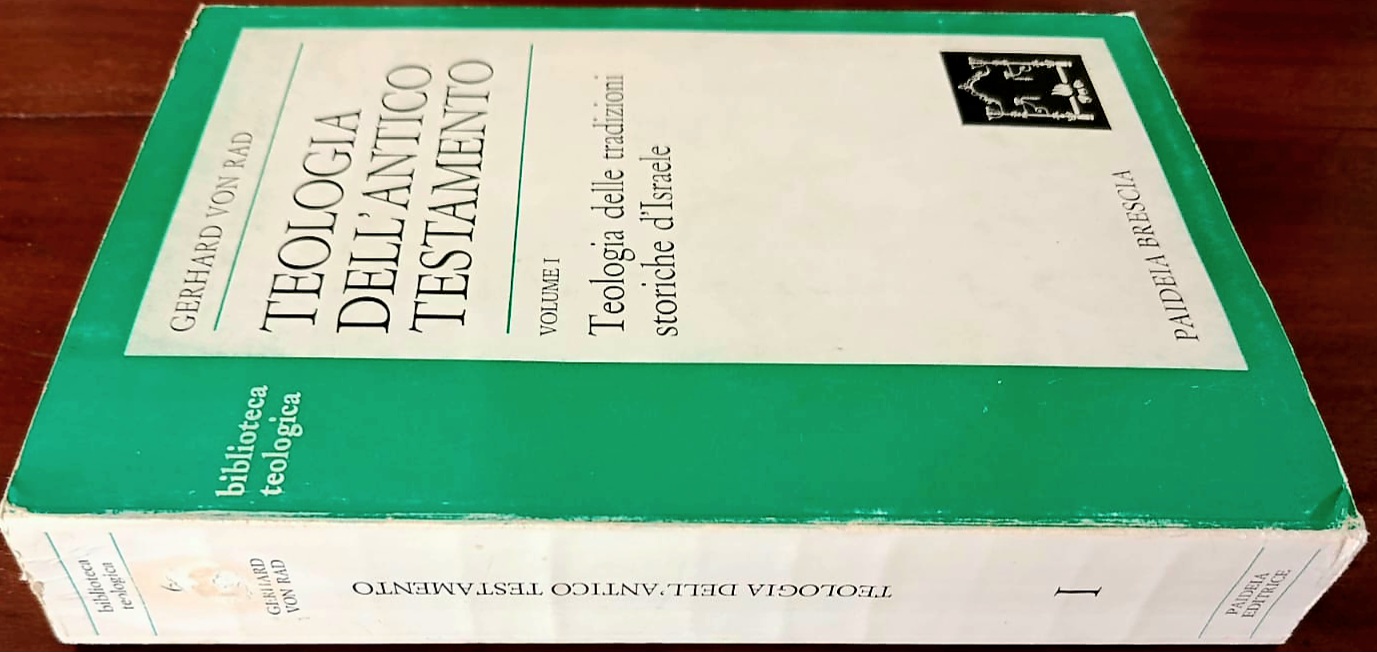 GERHARD VON RAD
TEOLOGIA
DELL'ANTICO
TESTAMENTO
VOLUME I
Teologia delle tradizioni
storiche d'Israele
PAIDEIA BRESCIA
biblioteca
teologica
biblioteca
teologica
GERHARD
VON RAD
TEOLOGIA DELL'ANTICO TESTAMENTO
I
PAIDEIA
EDITRICE